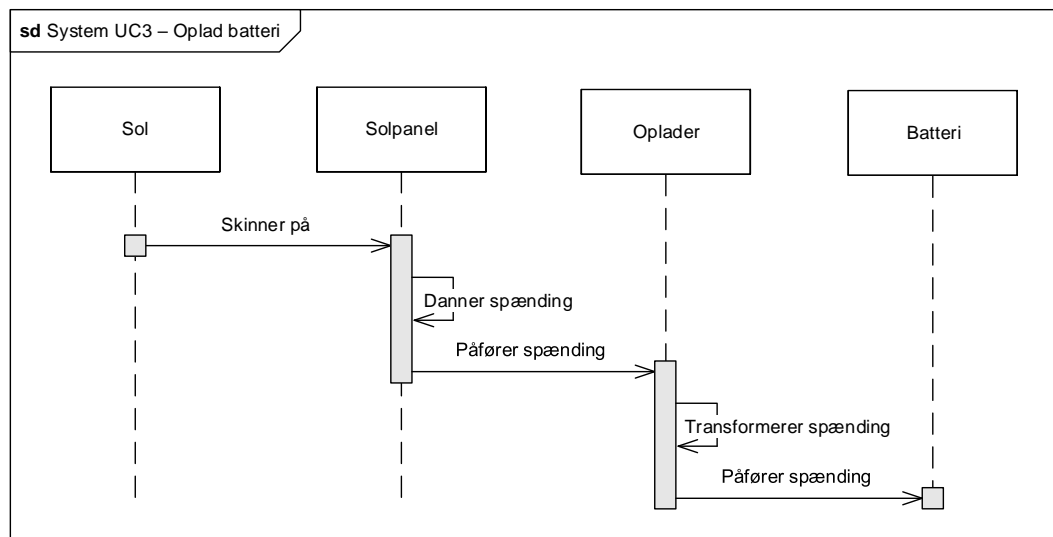 sd System UC3 – Oplad batteri
Sol
Solpanel
Oplader
Batteri
Skinner på
Danner spænding
Påfører spænding
Transformerer spænding
Påfører spænding